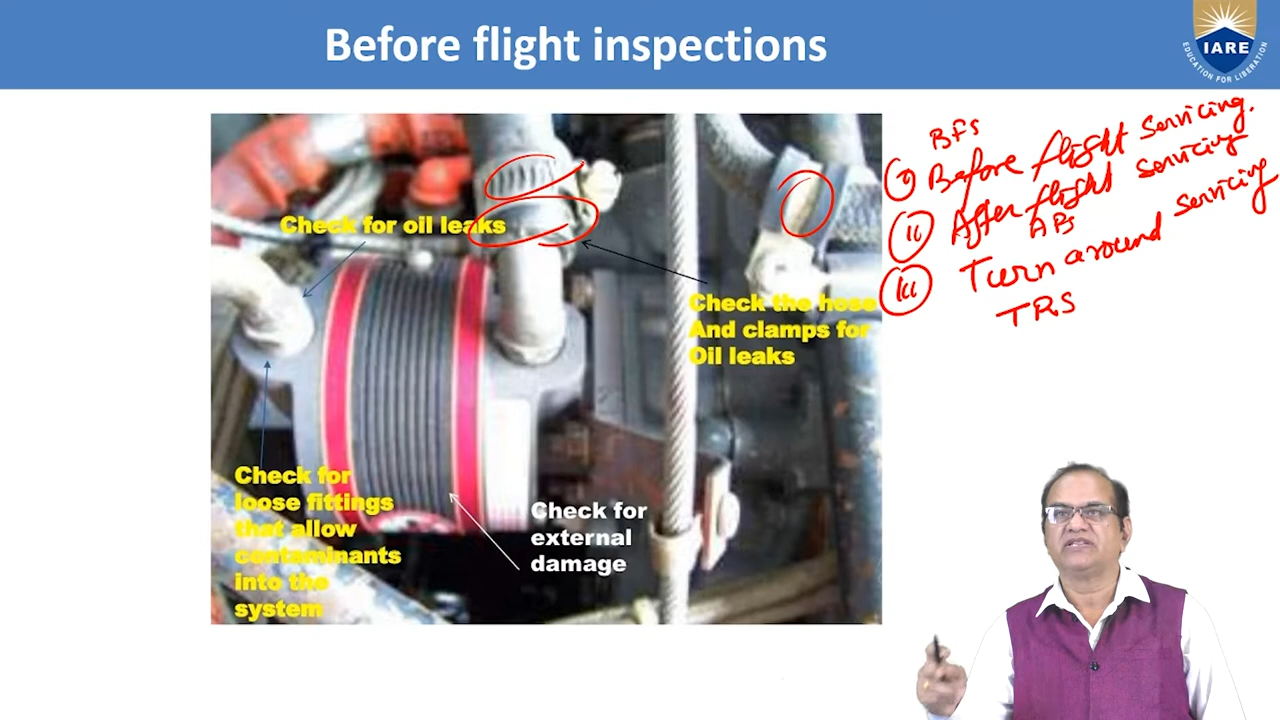 Before flight inspections
IARE
EDUCATION FOR LIBERATION
BFS
(I) Before flight Servicing.
(II) After flight Servicing
AFS
(III) Turn around Servicing
TRS
Check for oil leaks
Check the hose
And clamps for
Oil leaks
Check for
loose fittings
that allow
contaminants
into the
system
Check for
external
damage